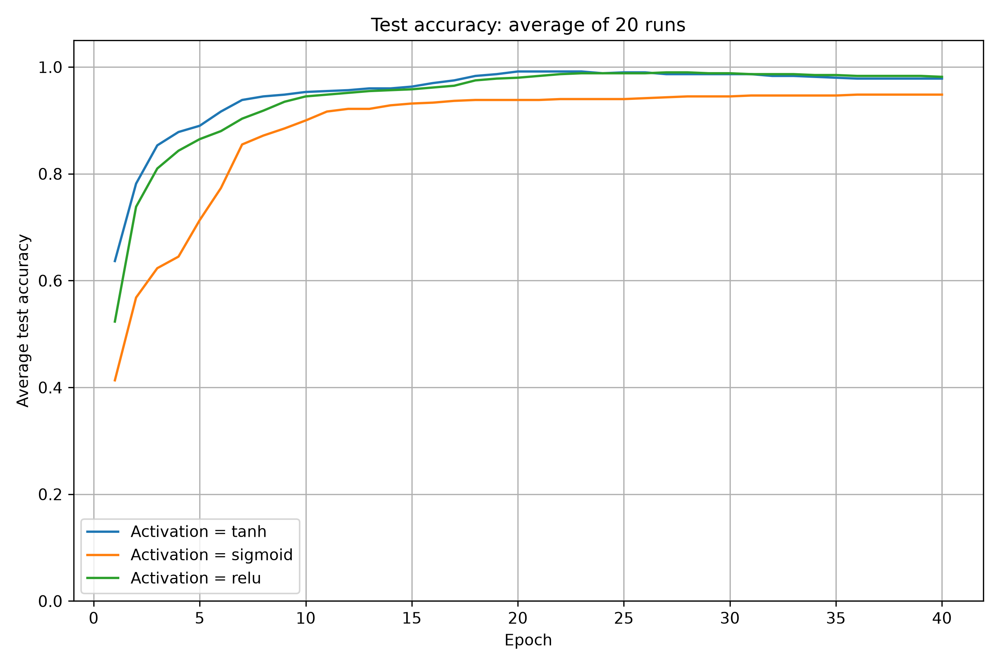 Test accuracy: average of 20 runs
Average test accuracy
1.0
0.8
0.6
0.4
0.2
0.0
Activation = tanh
Activation = sigmoid
Activation = relu
0 5 10 15 20 25 30 35 40
Epoch